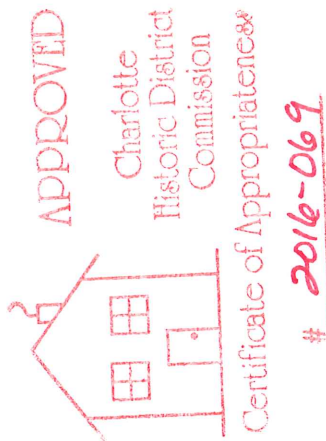 APPROVED
Charlotte
Historic District
Commission
Certificate of Appropriateness
# 2016-069